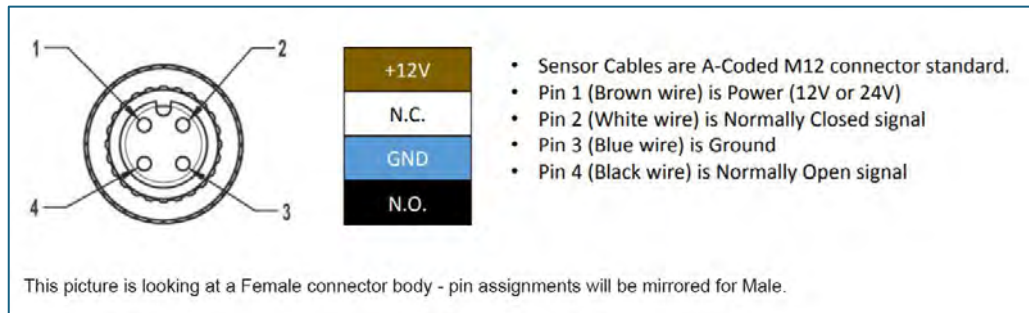 1
2
4
3
+12V
N.C.
GND
N.O.
• Sensor Cables are A-Coded M12 connector standard.
• Pin 1 (Brown wire) is Power (12V or 24V)
• Pin 2 (White wire) is Normally Closed signal
• Pin 3 (Blue wire) is Ground
• Pin 4 (Black wire) is Normally Open signal
This picture is looking at a Female connector body - pin assignments will be mirrored for Male.